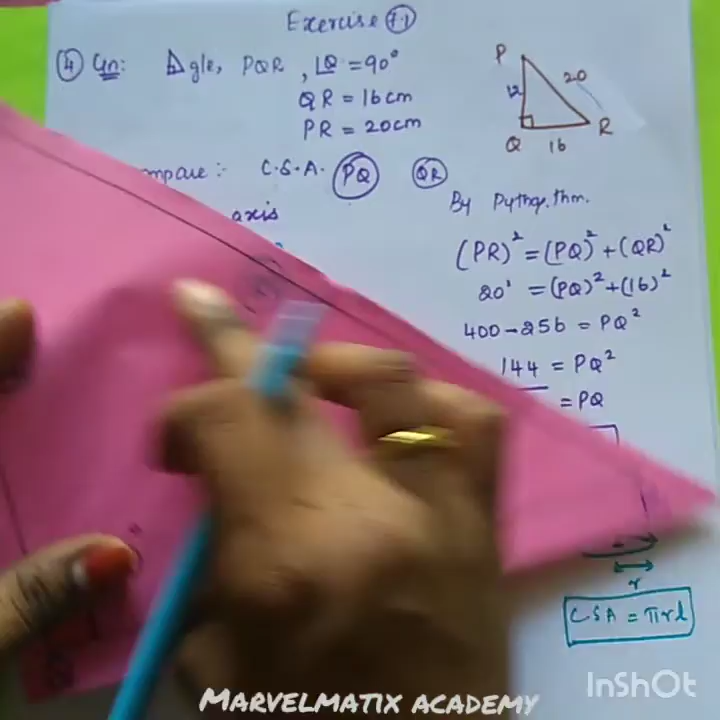 Exercise 7.1
4 Gn: Δgle, PQR, ∟Q = 90°
QR = 16cm
PR = 20cm
P
12
20
Q
16
R
C.S.A. PQ QR
axis
By Pythg. thm.
(PR)² = (PQ)² + (QR)²
20² = (PQ)² + (16)²
400 - 256 = PQ²
144 = PQ²
= PQ
r
CSA = πrl
MARVELMATIX ACADEMY
InShOt